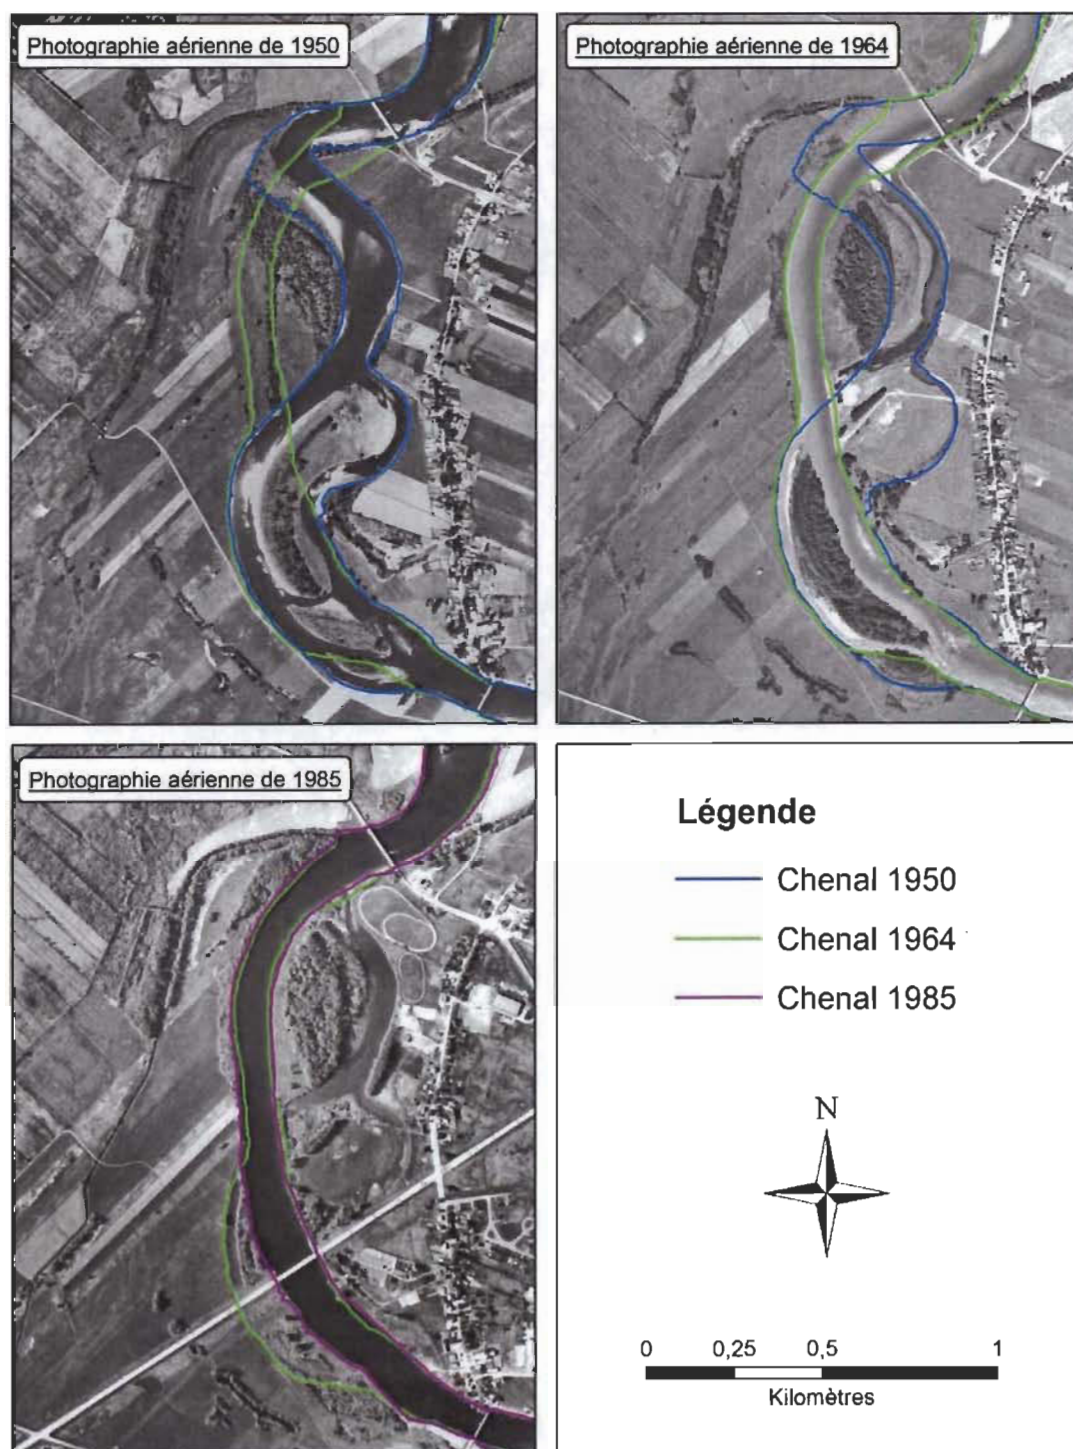 Photographie aérienne de 1950
Photographie aérienne de 1964
Photographie aérienne de 1985
Légende
Chenal 1950
Chenal 1964
Chenal 1985
N
0 0,25 0,5 1
Kilomètres